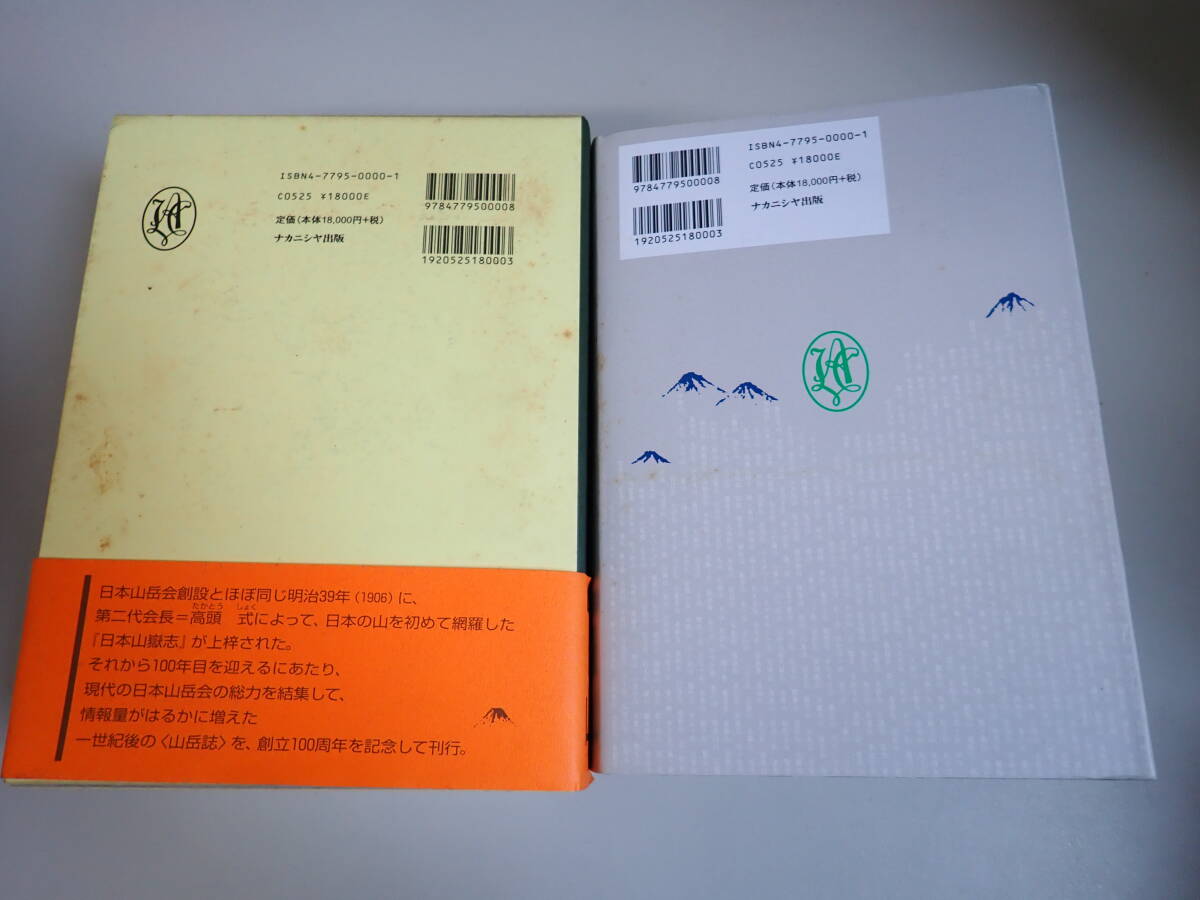 ISBN4-7795-0000-1
C0525 ¥18000E
定価(本体18,000円+税)
ナカニシヤ出版
9784779500008
1920525180003
日本山岳会創設とほぼ同じ明治39年(1906)に、
たかとう しょく
第二代会長=高頭 式によって、日本の山を初めて網羅した
『日本山嶽志』が上梓された。
それから100年目を迎えるにあたり、
現代の日本山岳会の総力を結集して、
情報量がはるかに増えた
一世紀後の〈山岳誌〉を、創立100周年を記念して刊行。
9784779500008
1920525180003
ISBN4-7795-0000-1
C0525 ¥18000E
定価(本体18,000円+税)
ナカニシヤ出版